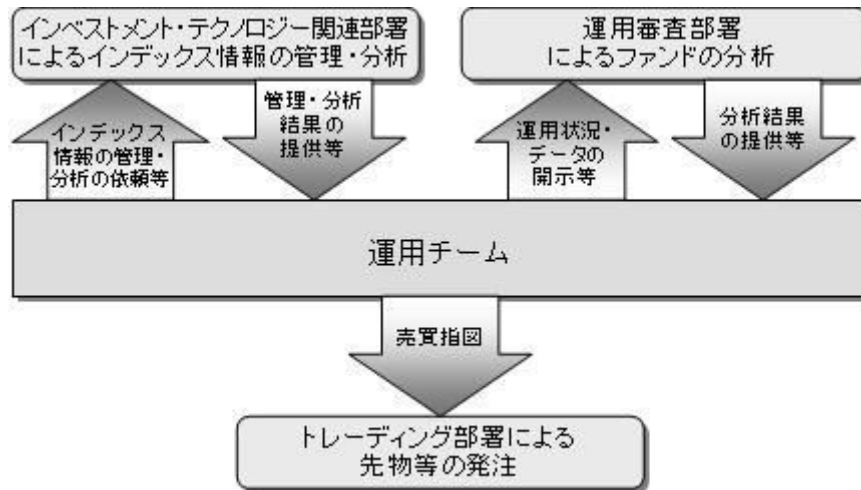 インベストメント・テクノロジー関連部署
によるインデックス情報の管理・分析
運用審査部署
によるファンドの分析
インデックス
情報の管理・
分析の依頼等
管理・分析
結果の
提供等
運用状況・
データの
開示等
分析結果
の提供等
運用チーム
売買指図
トレーディング部署による
先物等の発注